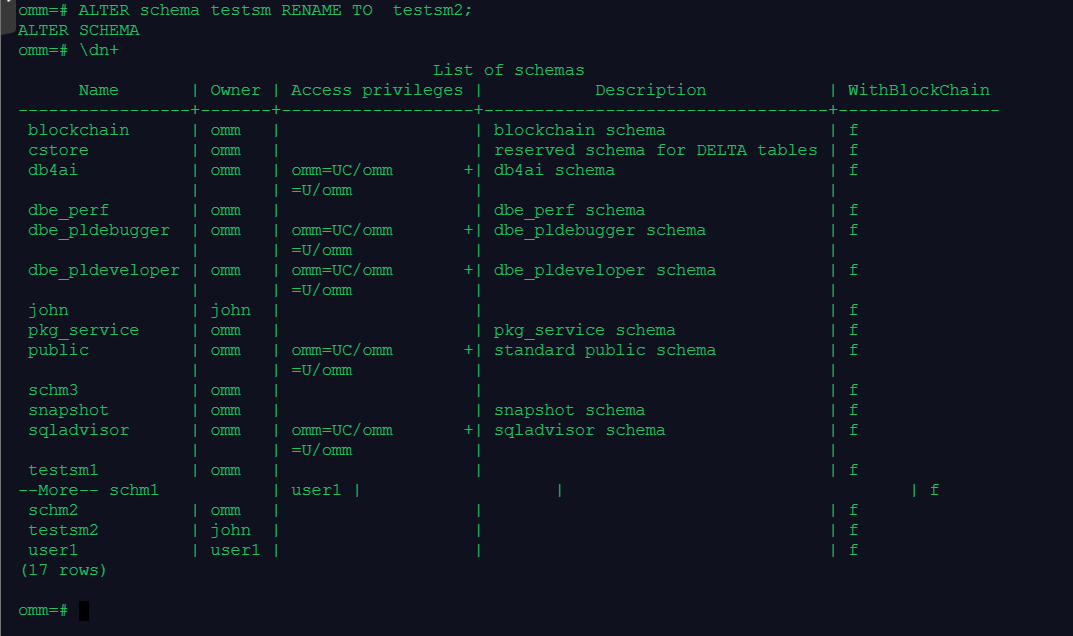 omm=# ALTER schema testsm RENAME TO  testsm2;
ALTER SCHEMA
omm=# \dn+
                                         List of schemas
      Name       | Owner | Access privileges |           Description            | WithBlockChain
-----------------+-------+-------------------+----------------------------------+----------------
 blockchain      | omm   |                   | blockchain schema                | f
 cstore          | omm   |                   | reserved schema for DELTA tables | f
 db4ai           | omm   | omm=UC/omm       +| db4ai schema                     | f
                 |       | =U/omm            |                                  |
 dbe_perf        | omm   |                   | dbe_perf schema                  | f
 dbe_pldebugger  | omm   | omm=UC/omm       +| dbe_pldebugger schema            | f
                 |       | =U/omm            |                                  |
 dbe_pldeveloper | omm   | omm=UC/omm       +| dbe_pldeveloper schema           | f
                 |       | =U/omm            |                                  |
 john            | john  |                   |                                  | f
 pkg_service     | omm   |                   | pkg_service schema               | f
 public          | omm   | omm=UC/omm       +| standard public schema           | f
                 |       | =U/omm            |                                  |
 schm3           | omm   |                   |                                  | f
 snapshot        | omm   |                   | snapshot schema                  | f
 sqladvisor      | omm   | omm=UC/omm       +| sqladvisor schema                | f
                 |       | =U/omm            |                                  |
 testsm1         | omm   |                   |                                  | f
--More-- schm1           | user1 |                   |                                  | f
 schm2           | omm   |                   |                                  | f
 testsm2         | john  |                   |                                  | f
 user1           | user1 |                   |                                  | f
(17 rows)
omm=#